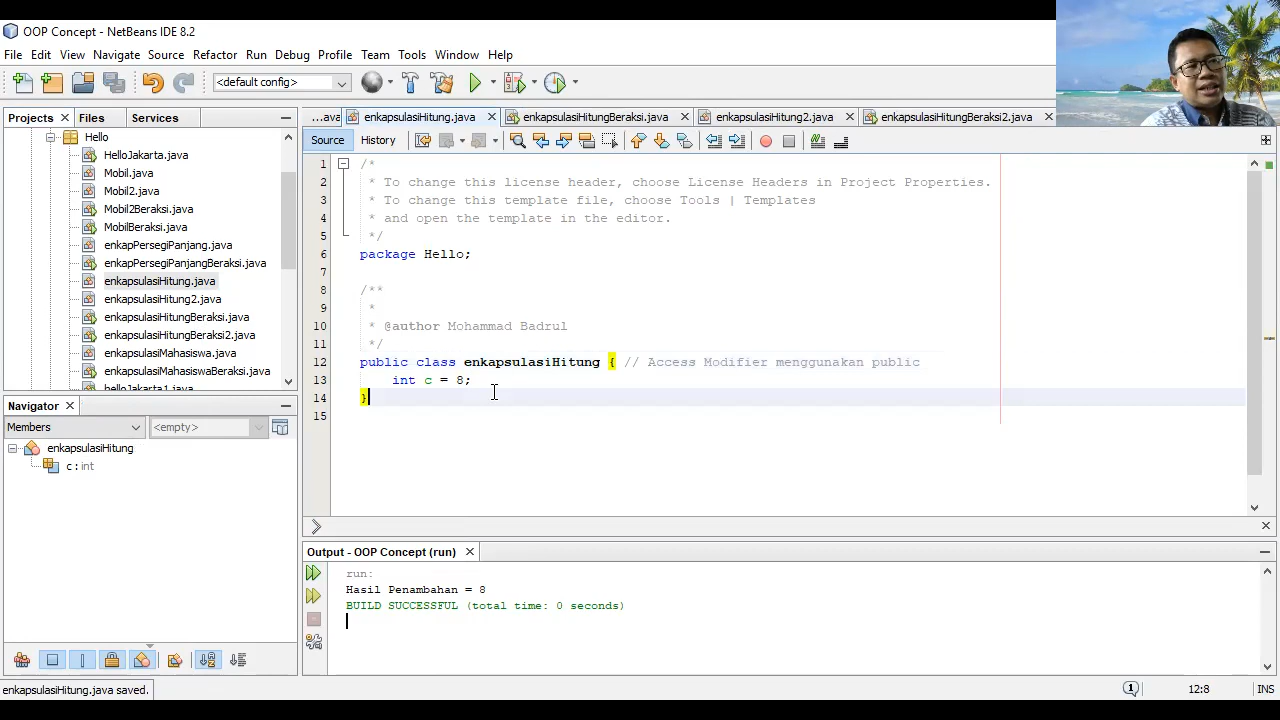 OOP Concept - NetBeans IDE 8.2
File Edit View Navigate Source Refactor Run Debug Profile Team Tools Window Help
<default config>
Projects Files Services
Hello
HelloJakarta.java
Mobil.java
Mobil2.java
Mobil2Beraksi.java
MobilBeraksi.java
enkapPersegiPanjang.java
enkapPersegiPanjangBeraksi.java
enkapsulasiHitung.java
enkapsulasiHitung2.java
enkapsulasiHitungBeraksi.java
enkapsulasiHitungBeraksi2.java
enkapsulasiMahasiswa.java
enkapsulasiMahasiswaBeraksi.java
helloJakarta1.java
Navigator
Members <empty>
enkapsulasiHitung
c : int
...ava enkapsulasiHitung.java enkapsulasiHitungBeraksi.java enkapsulasiHitung2.java enkapsulasiHitungBeraksi2.java
Source History
1 /*
2 * To change this license header, choose License Headers in Project Properties.
3 * To change this template file, choose Tools | Templates
4 * and open the template in the editor.
5 */
6 package Hello;
7
8 /**
9 *
10 * @author Mohammad Badrul
11 */
12 public class enkapsulasiHitung { // Access Modifier menggunakan public
13 int c = 8;
14 }
15
Output - OOP Concept (run)
run:
Hasil Penambahan = 8
BUILD SUCCESSFUL (total time: 0 seconds)
enkapsulasiHitung.java saved.
1 12:8 INS